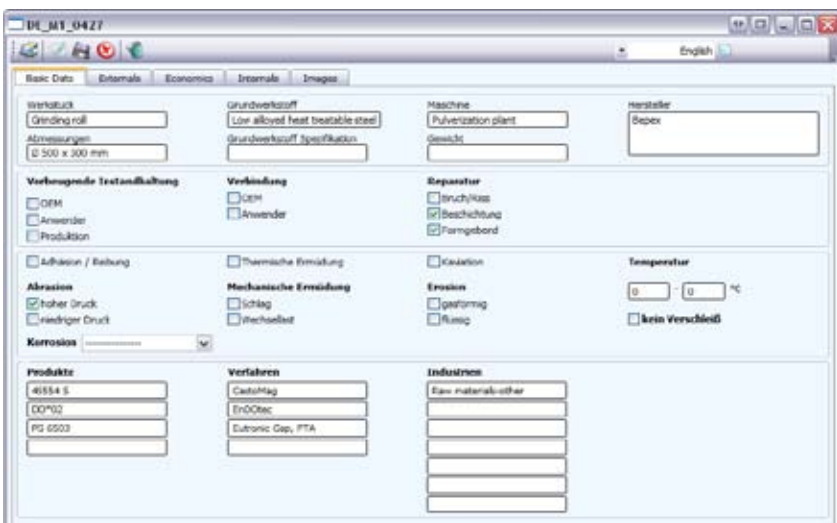 DE_M1_0427
English
Basic Data Externals Economics Internals Images
Werkstück Grundwerkstoff Maschine Hersteller
Grinding roll Low alloyed heat treatable steel Pulverization plant Bepex
Abmessungen Grundwerkstoff Spezifikation Gewicht
Ø 500 x 300 mm
Vorbeugende Instandhaltung Verbindung Reparatur
OEM OEM Bruch/Riss
Anwender Anwender Beschichtung
Produktion Formgebend
Adhäsion / Reibung Thermische Ermüdung Kavitation Temperatur
Abrasion Mechanische Ermüdung Erosion 0 - 0 °C
hoher Druck Schlag gasförmig
niedriger Druck Wechsellast flüssig kein Verschleiß
Korrosion ---------------
Produkte Verfahren Industrien
CastoMag Raw materials-other
DO*02 EnDOtec
PG 6503 Eutronic Gap, PTA